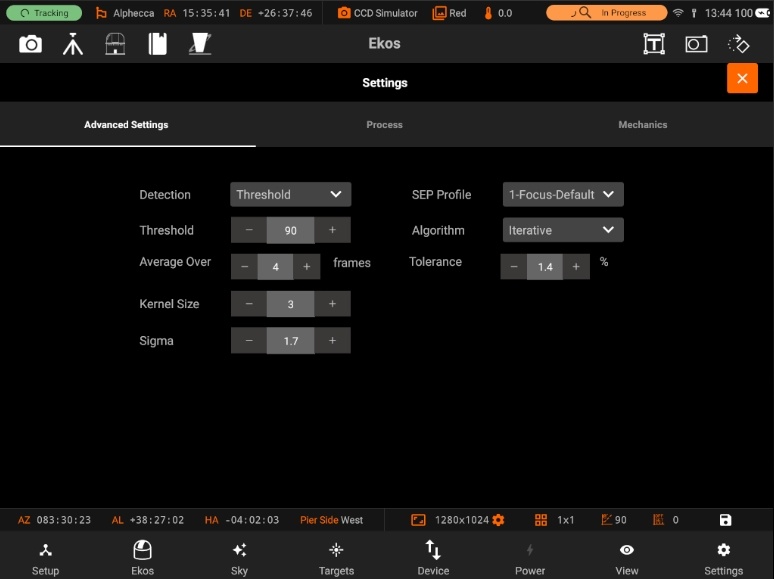 Tracking Alphecca RA 15:35:41 DE +26:37:46 CCD Simulator Red 0.0 In Progress 13:44 100
Ekos
Settings
Advanced Settings Process Mechanics
Detection Threshold SEP Profile 1-Focus-Default
Threshold − 90 + Algorithm Iterative
Average Over − 4 + frames Tolerance − 1.4 + %
Kernel Size − 3 +
Sigma − 1.7 +
AZ 083:30:23 AL +38:27:02 HA -04:02:03 Pier Side West 1280x1024 1x1 90 0
Setup Ekos Sky Targets Device Power View Settings